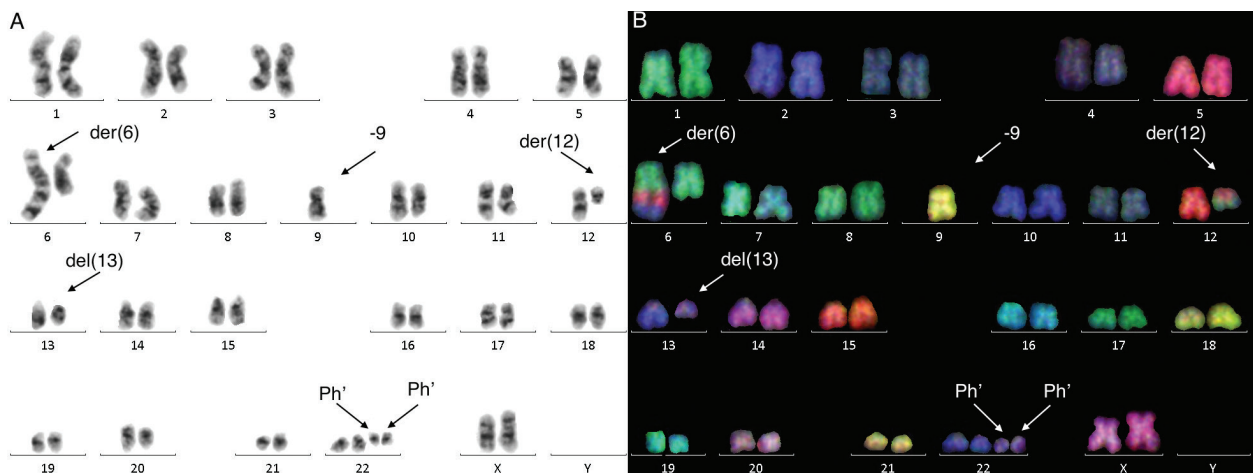 A
1 2 3 4 5
der(6) -9 der(12)
6 7 8 9 10 11 12
del(13)
13 14 15 16 17 18
Ph' Ph'
19 20 21 22 X Y
B
1 2 3 4 5
der(6) -9 der(12)
6 7 8 9 10 11 12
del(13)
13 14 15 16 17 18
Ph' Ph'
19 20 21 22 X Y